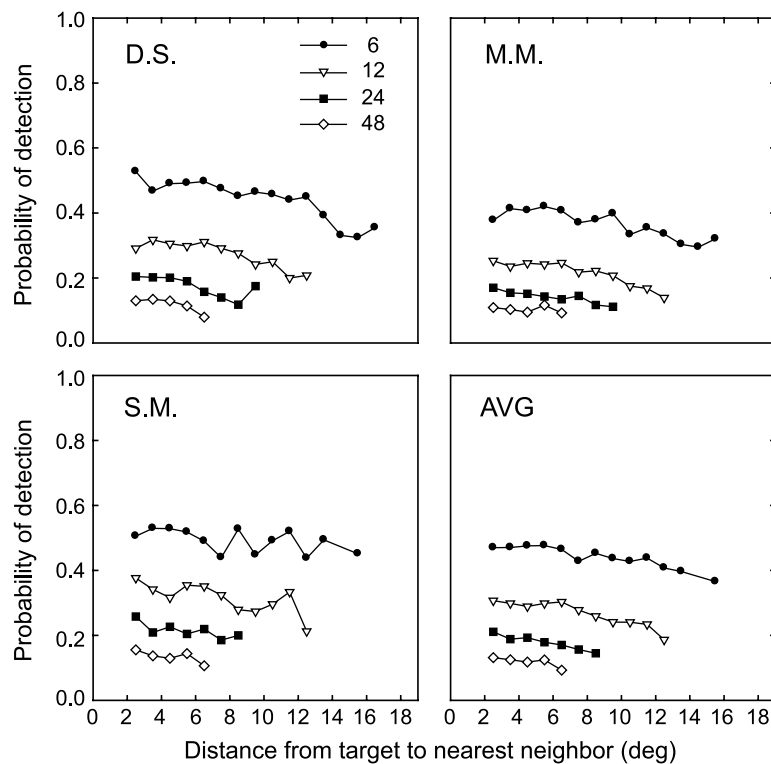 D.S.
6
12
24
48
M.M.
1.0
0.8
0.6
0.4
0.2
0.0
Probability of detection
S.M.
AVG
1.0
0.8
0.6
0.4
0.2
0.0
Probability of detection
0 2 4 6 8 10 12 14 16 18
0 2 4 6 8 10 12 14 16 18
Distance from target to nearest neighbor (deg)